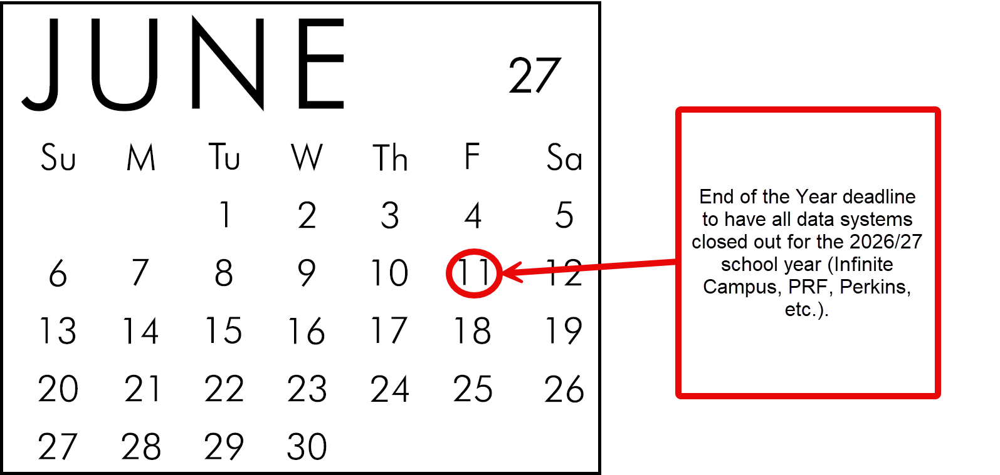 JUNE 27
Su M Tu W Th F Sa
1 2 3 4 5
6 7 8 9 10 11 12
13 14 15 16 17 18 19
20 21 22 23 24 25 26
27 28 29 30
End of the Year deadline
to have all data systems
closed out for the 2026/27
school year (Infinite
Campus, PRF, Perkins,
etc.).